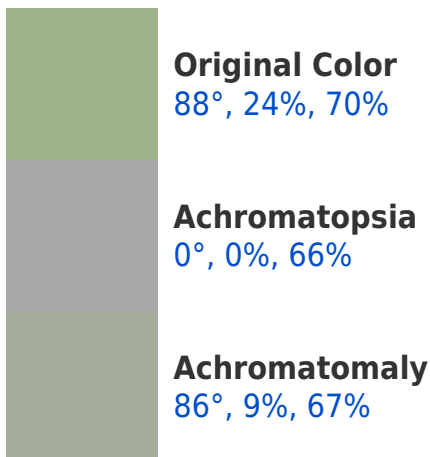 Original Color
88°, 24%, 70%
Achromatopsia
0°, 0%, 66%
Achromatomaly
86°, 9%, 67%